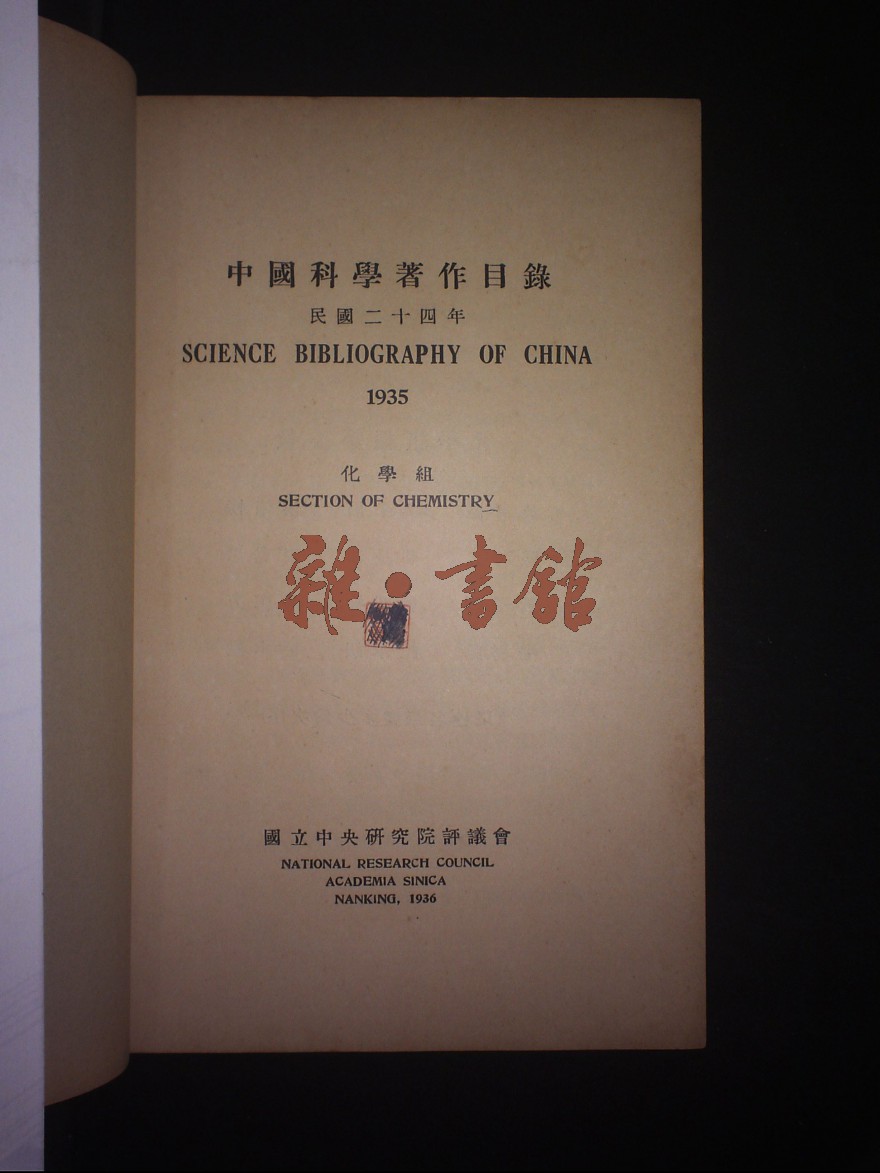 中國科學著作目錄
民國二十四年
SCIENCE BIBLIOGRAPHY OF CHINA
1935
化學組
SECTION OF CHEMISTRY
雜·書館
國立中央研究院評議會
NATIONAL RESEARCH COUNCIL
ACADEMIA SINICA
NANKING, 1936